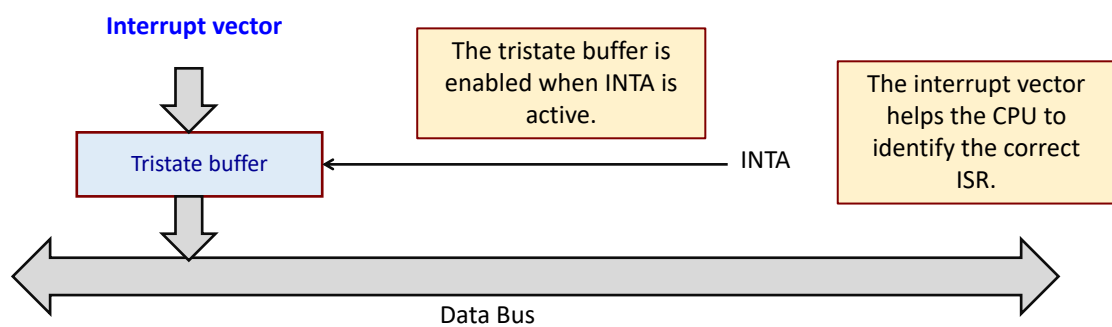 Interrupt vector
The tristate buffer is
enabled when INTA is
active.
The interrupt vector
helps the CPU to
identify the correct
ISR.
Tristate buffer
INTA
Data Bus